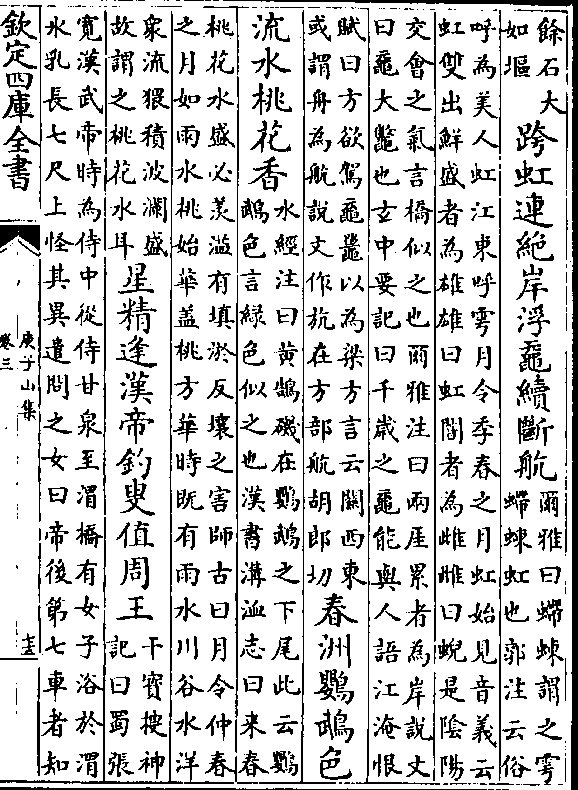 餘石大
如堰
跨虹連絶岸浮黿續斷航
爾雅曰螮蝀謂之雩
螮蝀虹也郭注云俗
呼為美人虹江東呼雩月令季春之月虹始見音義云
虹雙出鮮盛者為雄雄曰虹闇者為雌雌曰蜺是陰陽
交會之氣言橋似之也爾雅注曰兩厓累者為岸說文
曰黿大鼈也玄中要記曰千歲之黿能與人語江淹恨
賦曰方欲駕黿鼉以為梁方言云關西東
或謂舟為航說文作斻在方部航胡郎切
春洲鸚鵡色
流水桃花香
水經注曰黄鵠磯在鸚鵡之下尾此云鸚
鵡色言綠色似之也漢書溝洫志曰来春
桃花水盛必羨溢有填淤反壤之害師古曰月令仲春
之月如雨水桃始華蓋桃方華時既有雨水川谷水洋
衆流猥積波瀾盛
故謂之桃花水耳
星精逢漢帝釣叟值周王
干寶搜神
記曰蜀張
寛漢武帝時為侍中從侍甘泉至渭橋有女子浴於渭
水乳長七尺上怪其異遣問之女曰帝後第七車者知
欽定四庫全書
庾子山集
卷三